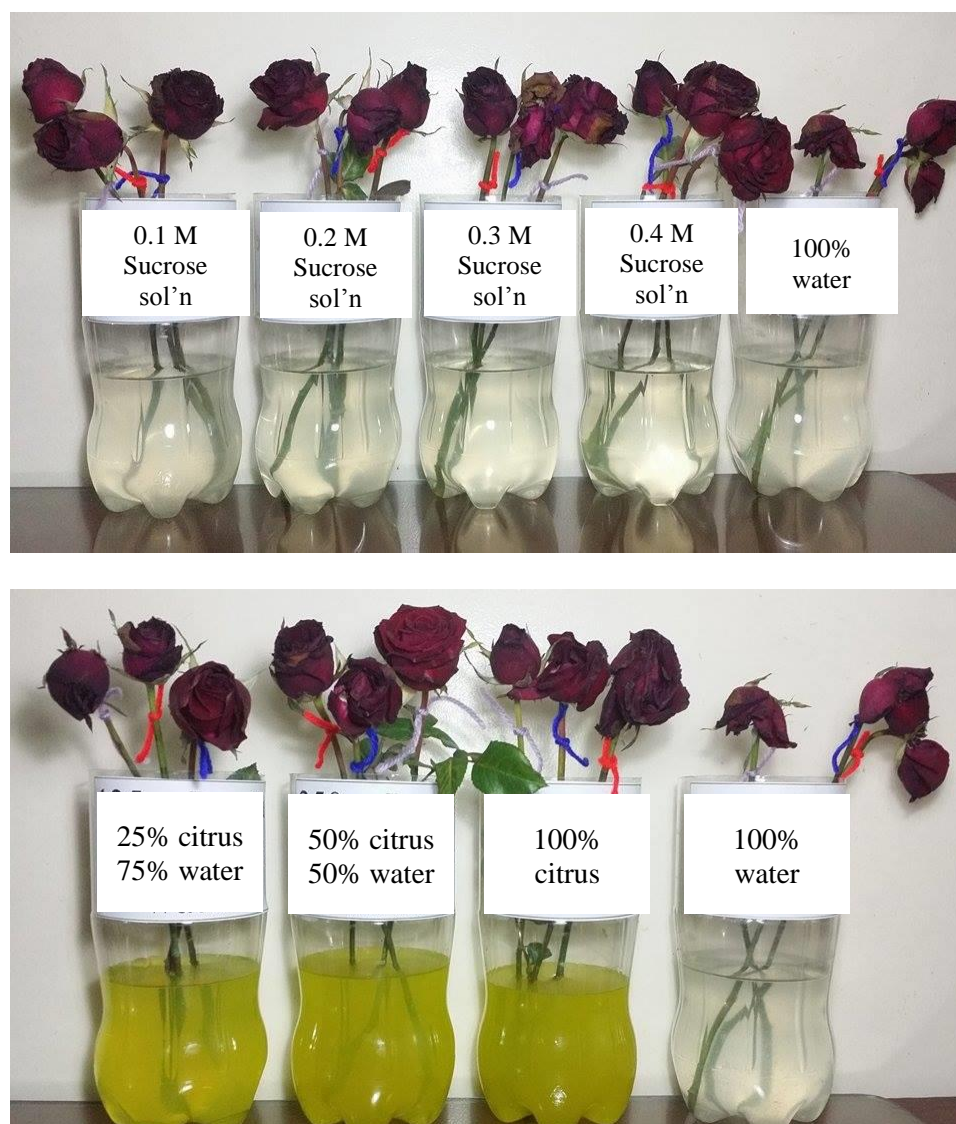 0.1 M
Sucrose
sol’n
0.2 M
Sucrose
sol’n
0.3 M
Sucrose
sol’n
0.4 M
Sucrose
sol’n
100%
water
25% citrus
75% water
50% citrus
50% water
100%
citrus
100%
water